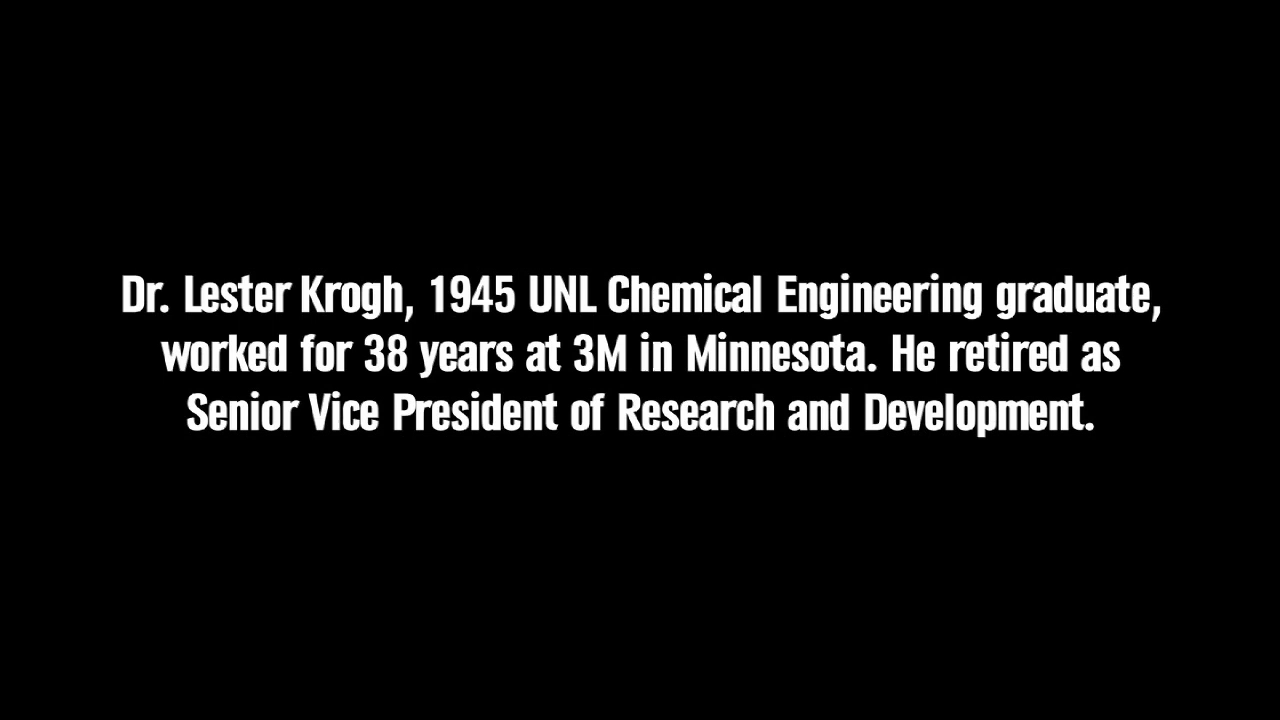 Dr. Lester Krogh, 1945 UNL Chemical Engineering graduate,
worked for 38 years at 3M in Minnesota. He retired as
Senior Vice President of Research and Development.